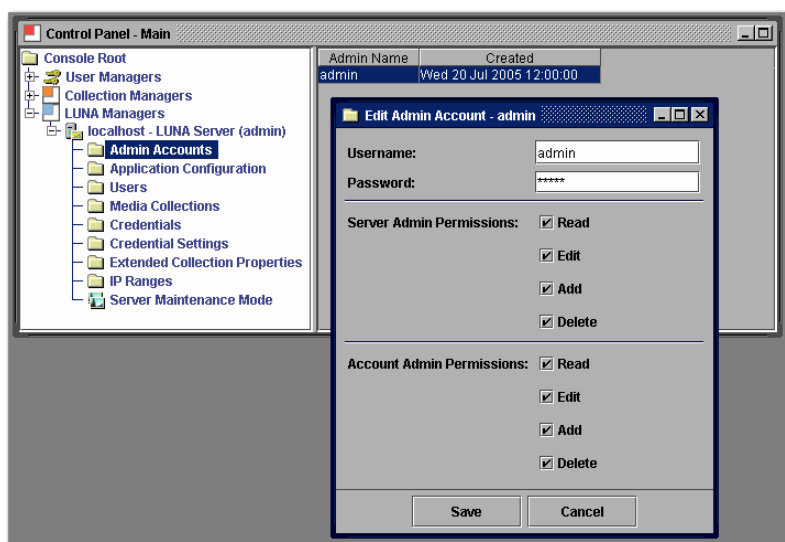 Control Panel - Main
Console Root
User Managers
Collection Managers
LUNA Managers
localhost - LUNA Server (admin)
Admin Accounts
Application Configuration
Users
Media Collections
Credentials
Credential Settings
Extended Collection Properties
IP Ranges
Server Maintenance Mode
Admin Name Created
admin Wed 20 Jul 2005 12:00:00
Edit Admin Account - admin
Username: admin
Password: *****
Server Admin Permissions: Read
Edit
Add
Delete
Account Admin Permissions: Read
Edit
Add
Delete
Save Cancel